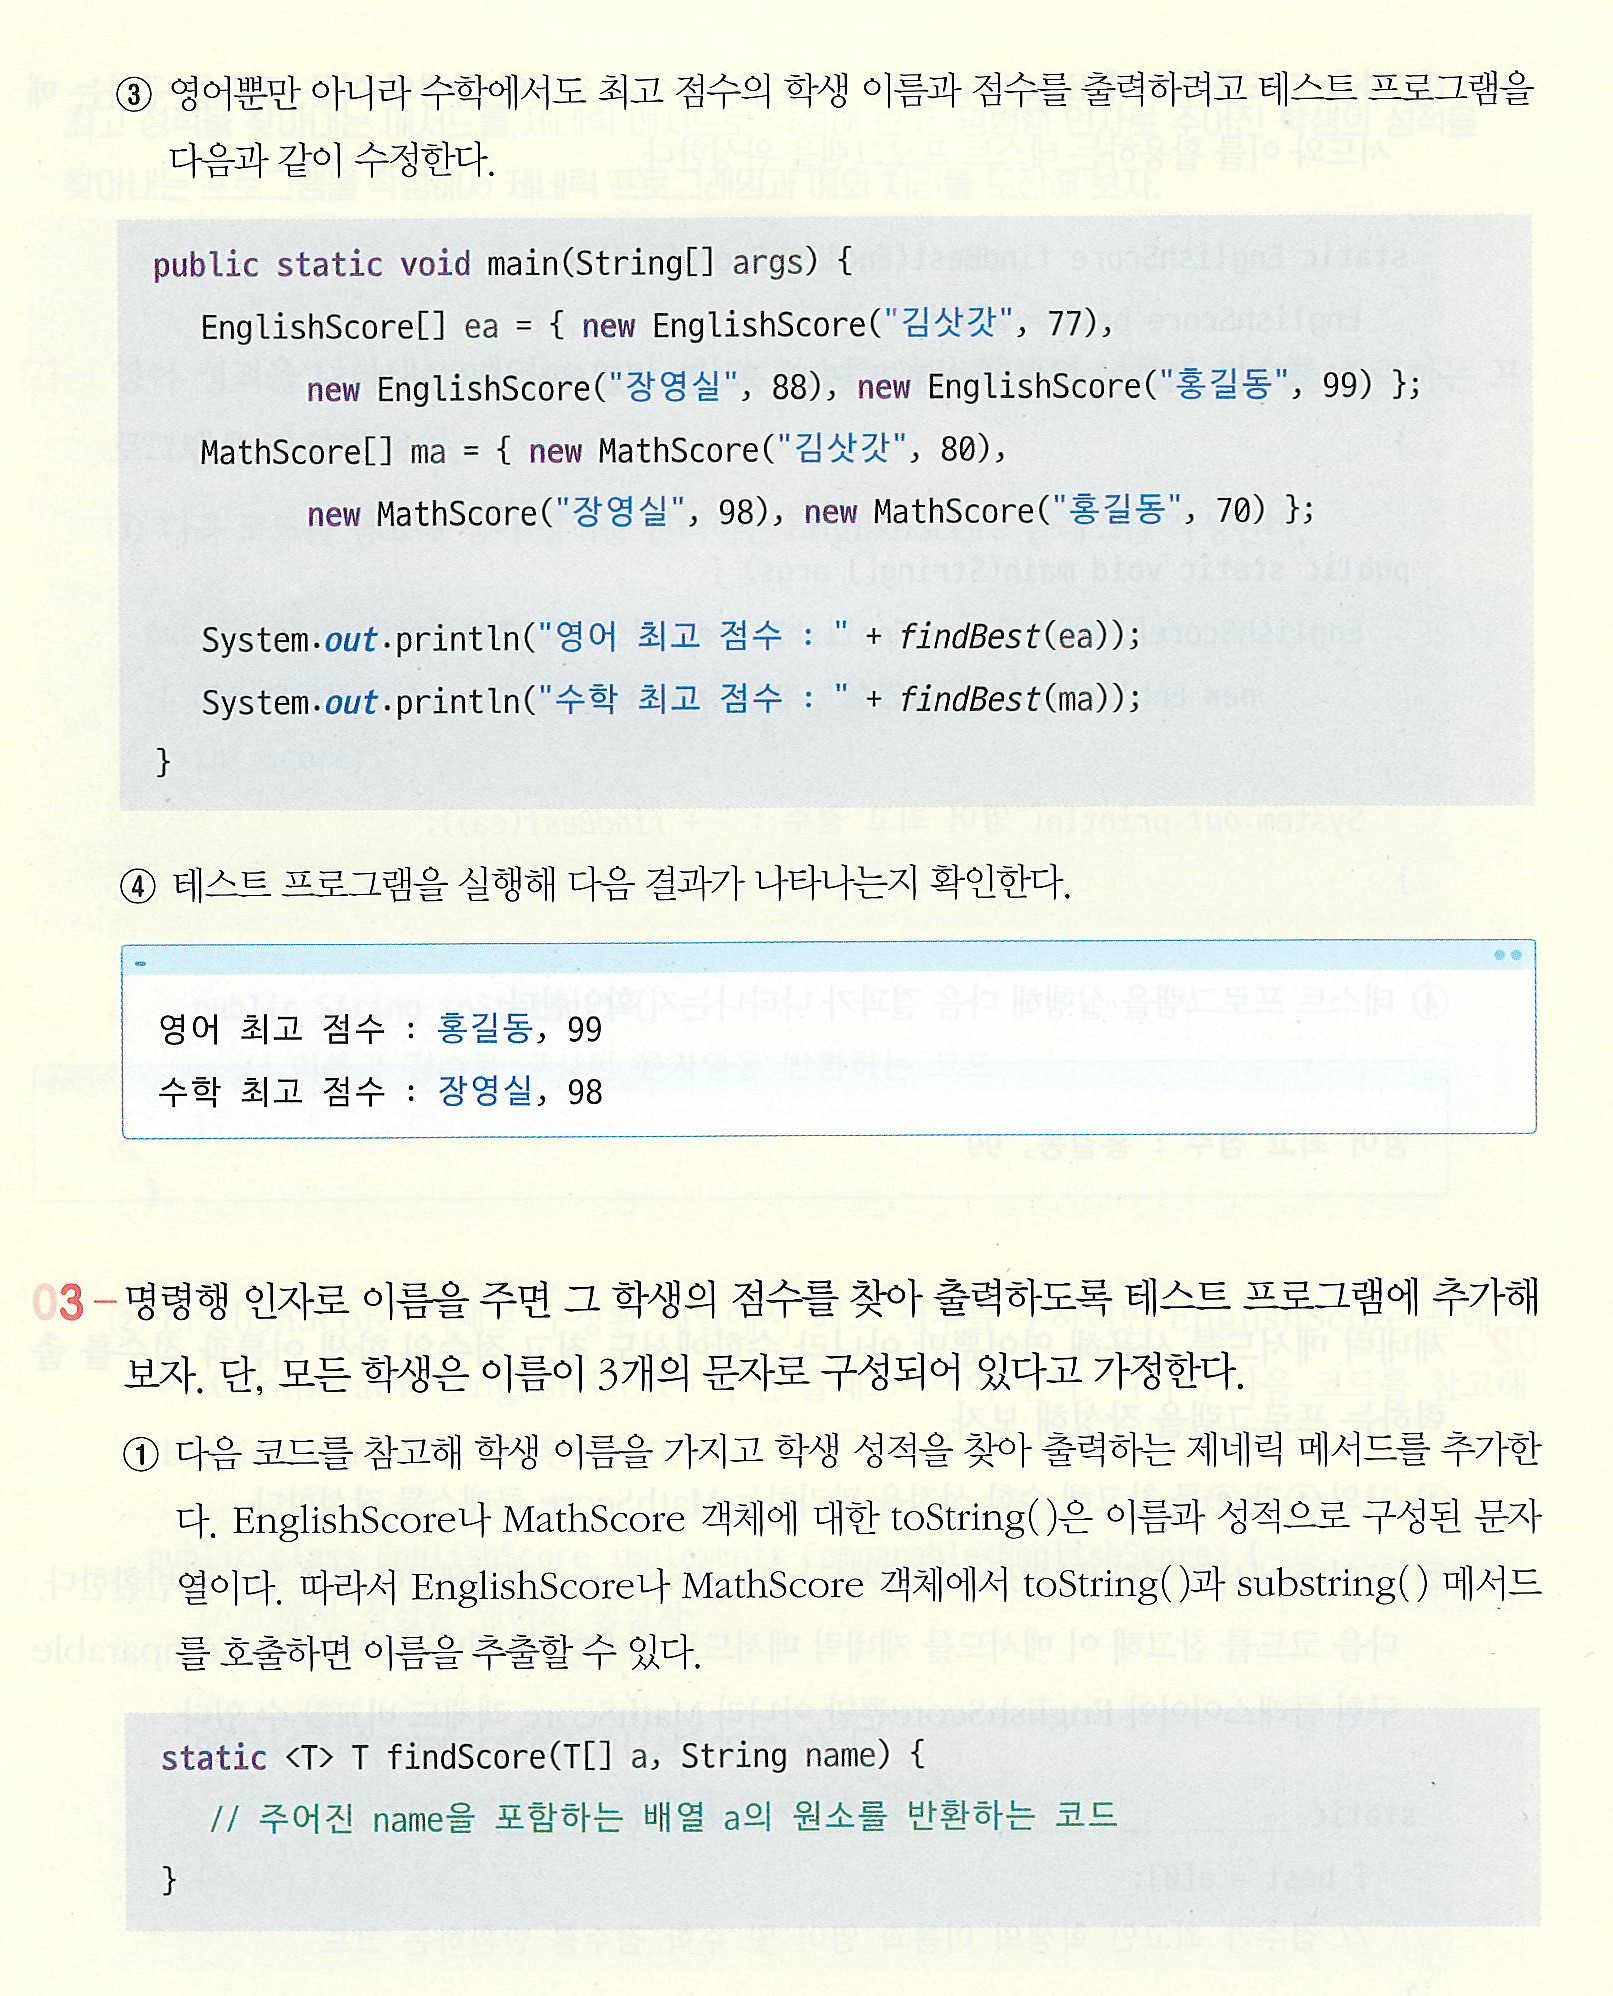 ③ 영어뿐만 아니라 수학에서도 최고 점수의 학생 이름과 점수를 출력하려고 테스트 프로그램을
다음과 같이 수정한다.
public static void main(String[] args) {
EnglishScore[] ea = { new EnglishScore("김삿갓", 77),
new EnglishScore("장영실", 88), new EnglishScore("홍길동", 99) };
MathScore[] ma = { new MathScore("김삿갓", 80),
new MathScore("장영실", 98), new MathScore("홍길동", 70) };
System.out.println("영어 최고 점수 : " + findBest(ea));
System.out.println("수학 최고 점수 : " + findBest(ma));
}
④ 테스트 프로그램을 실행해 다음 결과가 나타나는지 확인한다.
영어 최고 점수 : 홍길동, 99
수학 최고 점수 : 장영실, 98
03 – 명령행 인자로 이름을 주면 그 학생의 점수를 찾아 출력하도록 테스트 프로그램에 추가해
보자. 단, 모든 학생은 이름이 3개의 문자로 구성되어 있다고 가정한다.
① 다음 코드를 참고해 학생 이름을 가지고 학생 성적을 찾아 출력하는 제네릭 메서드를 추가한
다. EnglishScore나 MathScore 객체에 대한 toString()은 이름과 성적으로 구성된 문자
열이다. 따라서 EnglishScore나 MathScore 객체에서 toString()과 substring() 메서드
를 호출하면 이름을 추출할 수 있다.
static <T> T findScore(T[] a, String name) {
// 주어진 name을 포함하는 배열 a의 원소를 반환하는 코드
}